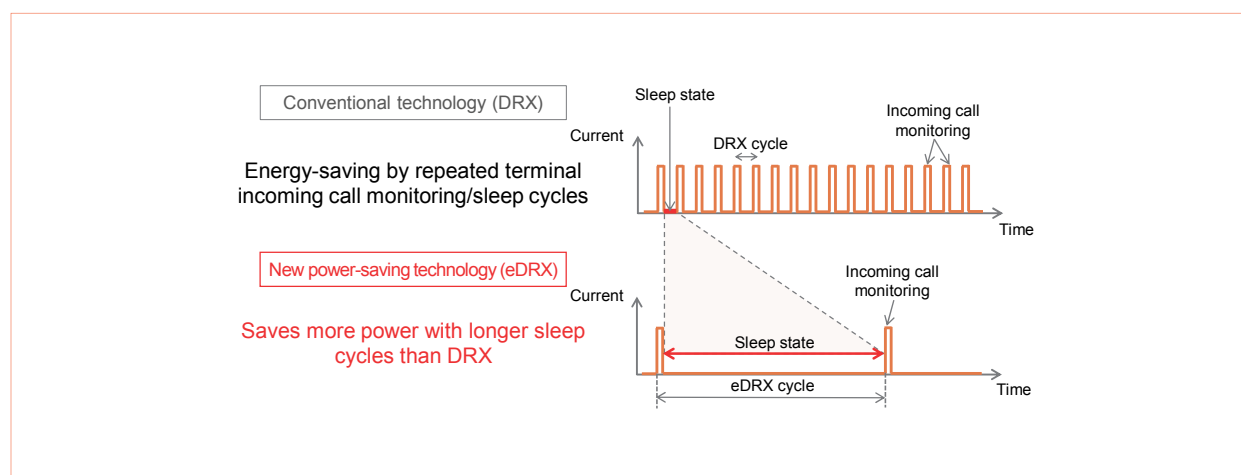 Conventional technology (DRX)
Energy-saving by repeated terminal
incoming call monitoring/sleep cycles
Sleep state
Current
DRX cycle
Incoming call
monitoring
Time
New power-saving technology (eDRX)
Saves more power with longer sleep
cycles than DRX
Current
Incoming call
monitoring
Sleep state
eDRX cycle
Time